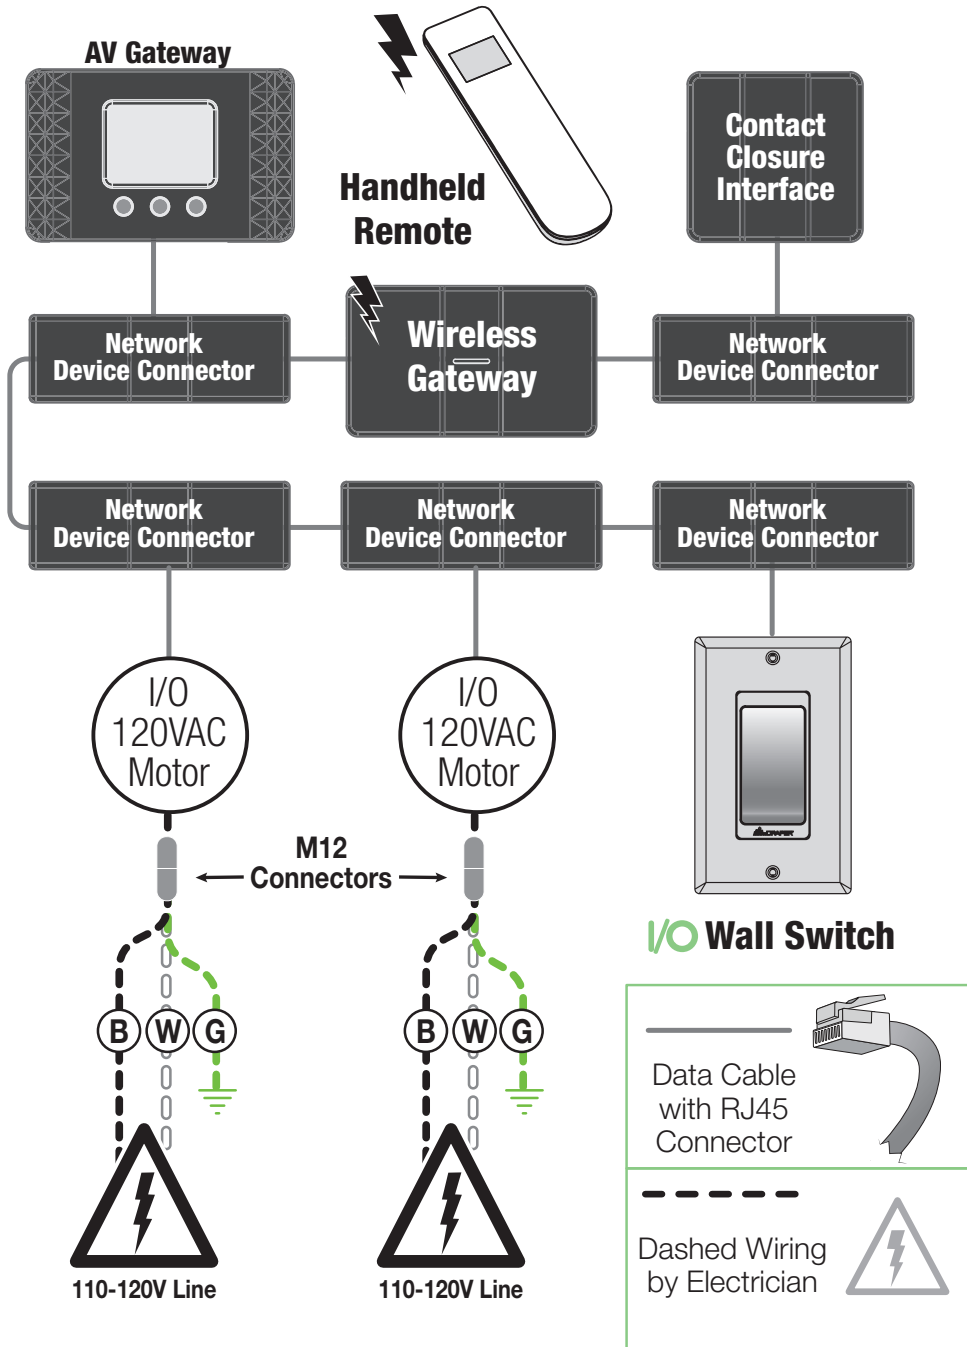 AV Gateway
Handheld
Remote
Contact
Closure
Interface
Network
Device Connector
Wireless
Gateway
Network
Device Connector
Network
Device Connector
Network
Device Connector
Network
Device Connector
I/O
120VAC
Motor
I/O
120VAC
Motor
DRAPER
M12
Connectors
I/O Wall Switch
B W G
B W G
110-120V Line
110-120V Line
Data Cable
with RJ45
Connector
Dashed Wiring
by Electrician